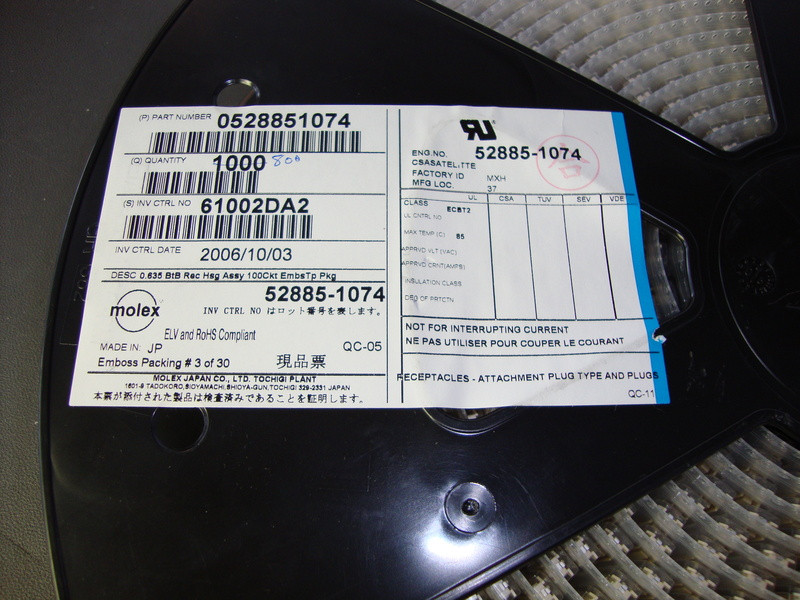 (P) PART NUMBER 0528851074
(Q) QUANTITY 1000 800
(S) INV CTRL NO 61002DA2
INV CTRL DATE 2006/10/03
DESC 0.635 BtB Rec Hsg Assy 100Ckt EmbsTp Pkg
52885-1074
molex
INV CTRL NO はロット番号を表します。
ELV and RoHS Compliant
MADE IN: JP QC-05
Emboss Packing # 3 of 30 現品票
MOLEX JAPAN CO., LTD. TOCHIGI PLANT
1601-9 TADOKORO,SIOYAMACHI,SHIOYA-GUN,TOCHIGI 329-2331 JAPAN
本票が添付された製品は検査済みであることを証明します。
RU
ENG.NO. 52885-1074
CSASATELITTE
FACTORY ID MXH
MFG LOC. 37
合
CLASS UL CSA TUV SEV VDE
UL CNTRL NO ECBT2
MAX TEMP (C) 85
APPRVD VLT (VAC)
APPRVD CRNT(AMPS)
INSULATION CLASS
DEG OF PRTCTN
NOT FOR INTERRUPTING CURRENT
NE PAS UTILISER POUR COUPER LE COURANT
RECEPTACLES - ATTACHMENT PLUG TYPE AND PLUGS
QC-11